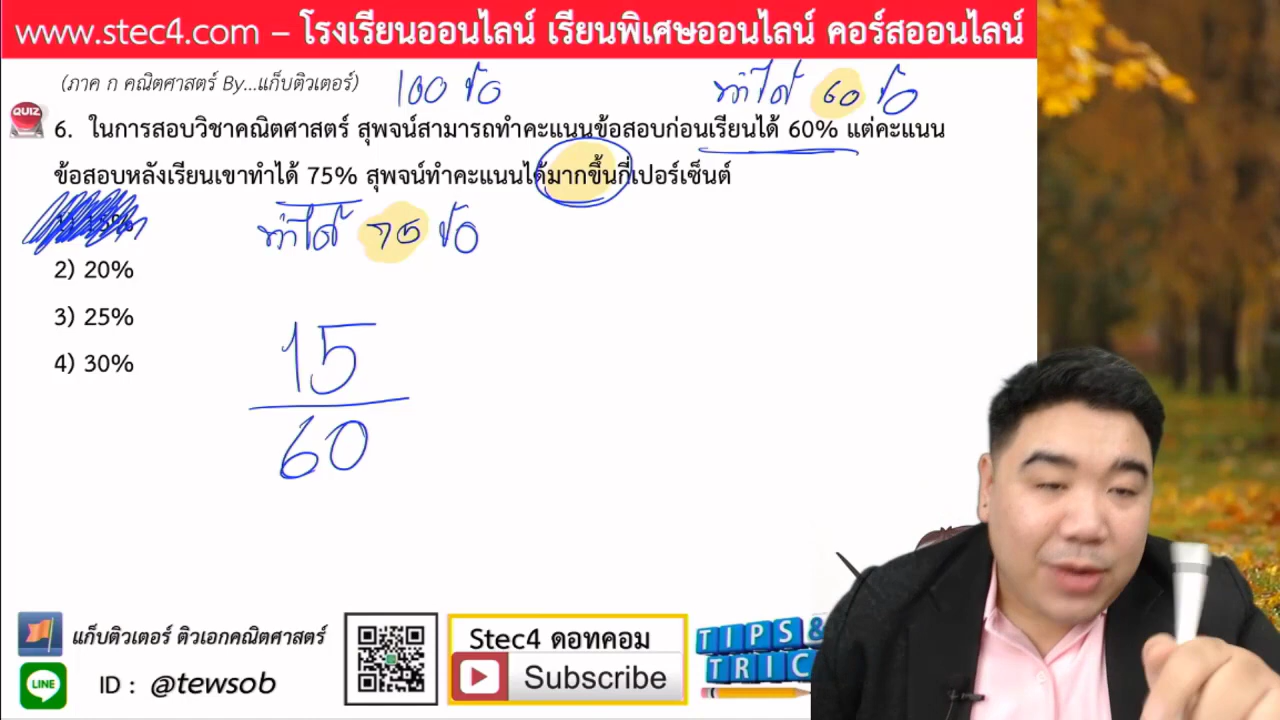 www.stec4.com – โรงเรียนออนไลน์ เรียนพิเศษออนไลน์ คอร์สออนไลน์
(ภาค ก คณิตศาสตร์ By...แก็บติวเตอร์) 100 ข้อ ทำได้ 60 ข้อ
QUIZ
6. ในการสอบวิชาคณิตศาสตร์ สุพจน์สามารถทำคะแนนข้อสอบก่อนเรียนได้ 60% แต่คะแนน
ข้อสอบหลังเรียนเขาทำได้ 75% สุพจน์ทำคะแนนได้มากขึ้นกี่เปอร์เซ็นต์
ทำได้ 75 ข้อ
2) 20%
3) 25%
4) 30%
15
60
แก็บติวเตอร์ ติวเอกคณิตศาสตร์
LINE ID : @tewsob
Stec4 ดอทคอม
Subscribe
TIPS &
TRIC